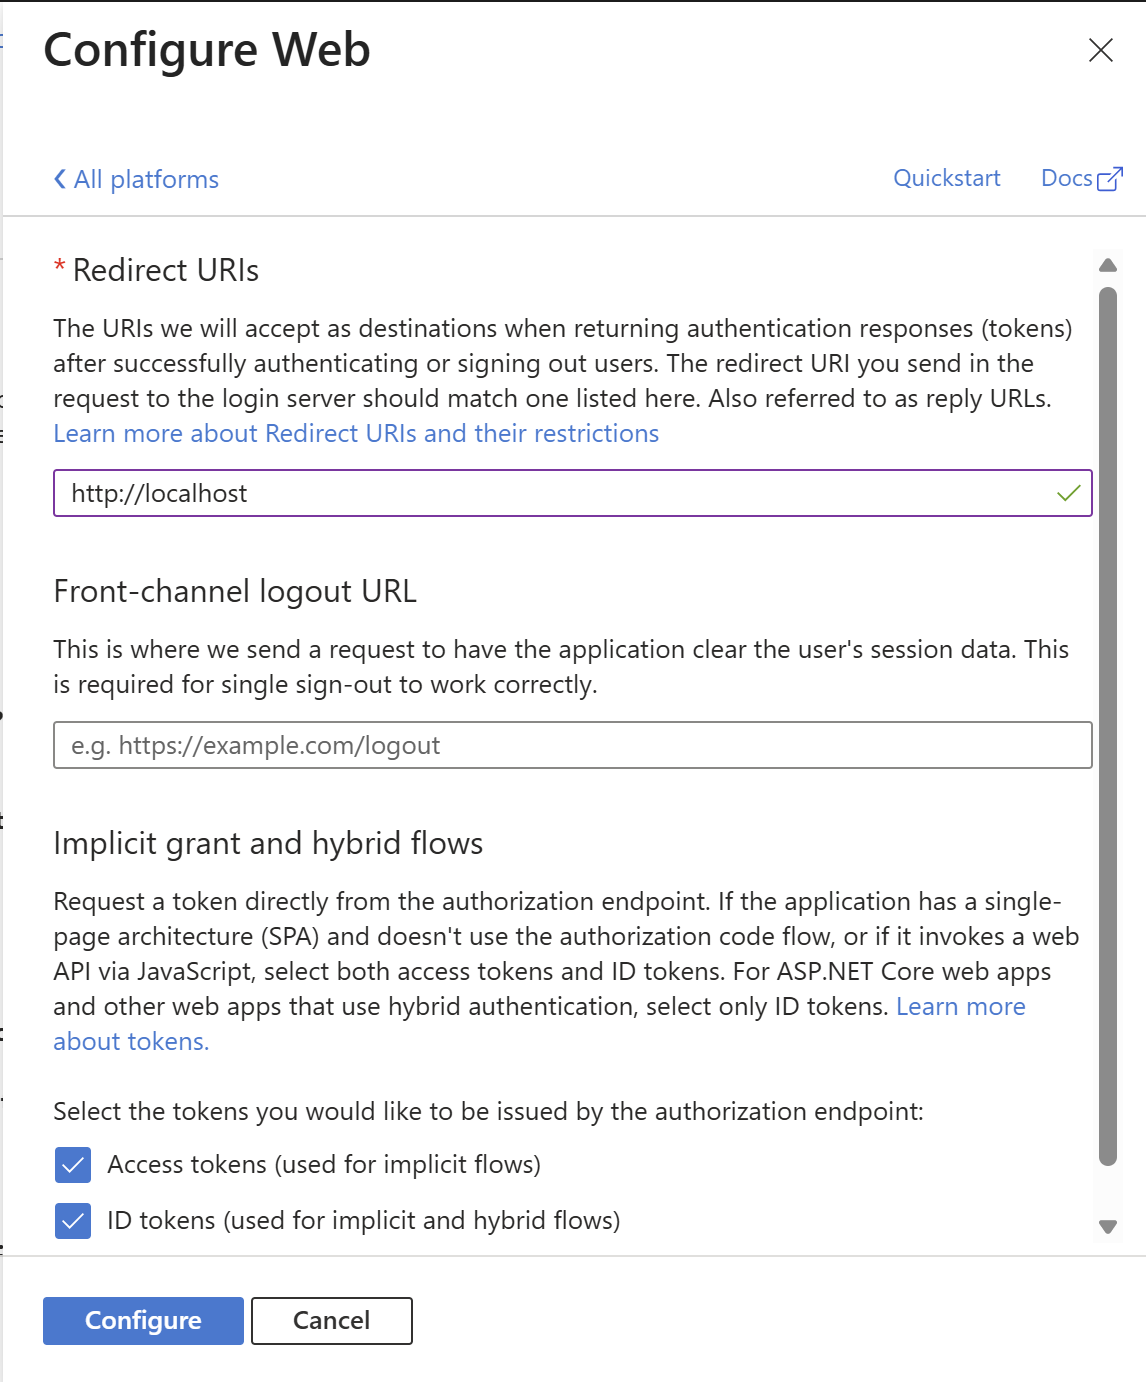 Configure Web
All platforms
Quickstart
Docs
* Redirect URIs
The URIs we will accept as destinations when returning authentication responses (tokens)
after successfully authenticating or signing out users. The redirect URI you send in the
request to the login server should match one listed here. Also referred to as reply URLs.
Learn more about Redirect URIs and their restrictions
http://localhost
Front-channel logout URL
This is where we send a request to have the application clear the user's session data. This
is required for single sign-out to work correctly.
e.g. https://example.com/logout
Implicit grant and hybrid flows
Request a token directly from the authorization endpoint. If the application has a single-
page architecture (SPA) and doesn't use the authorization code flow, or if it invokes a web
API via JavaScript, select both access tokens and ID tokens. For ASP.NET Core web apps
and other web apps that use hybrid authentication, select only ID tokens. Learn more
about tokens.
Select the tokens you would like to be issued by the authorization endpoint:
Access tokens (used for implicit flows)
ID tokens (used for implicit and hybrid flows)
Configure
Cancel